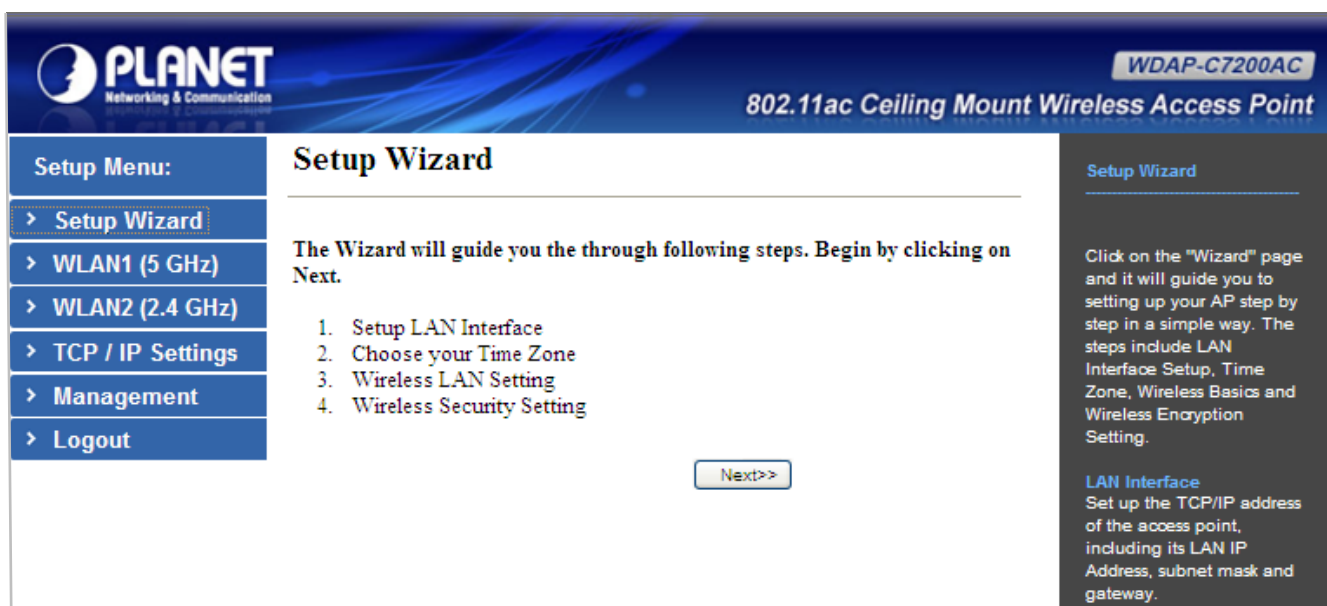 PLANET
Networking & Communication
WDAP-C7200AC
802.11ac Ceiling Mount Wireless Access Point
Setup Menu:
> Setup Wizard
> WLAN1 (5 GHz)
> WLAN2 (2.4 GHz)
> TCP / IP Settings
> Management
> Logout
Setup Wizard
The Wizard will guide you the through following steps. Begin by clicking on
Next.
1. Setup LAN Interface
2. Choose your Time Zone
3. Wireless LAN Setting
4. Wireless Security Setting
Next>>
Setup Wizard
Click on the "Wizard" page
and it will guide you to
setting up your AP step by
step in a simple way. The
steps include LAN
Interface Setup, Time
Zone, Wireless Basics and
Wireless Encryption
Setting.
LAN Interface
Set up the TCP/IP address
of the access point,
including its LAN IP
Address, subnet mask and
gateway.